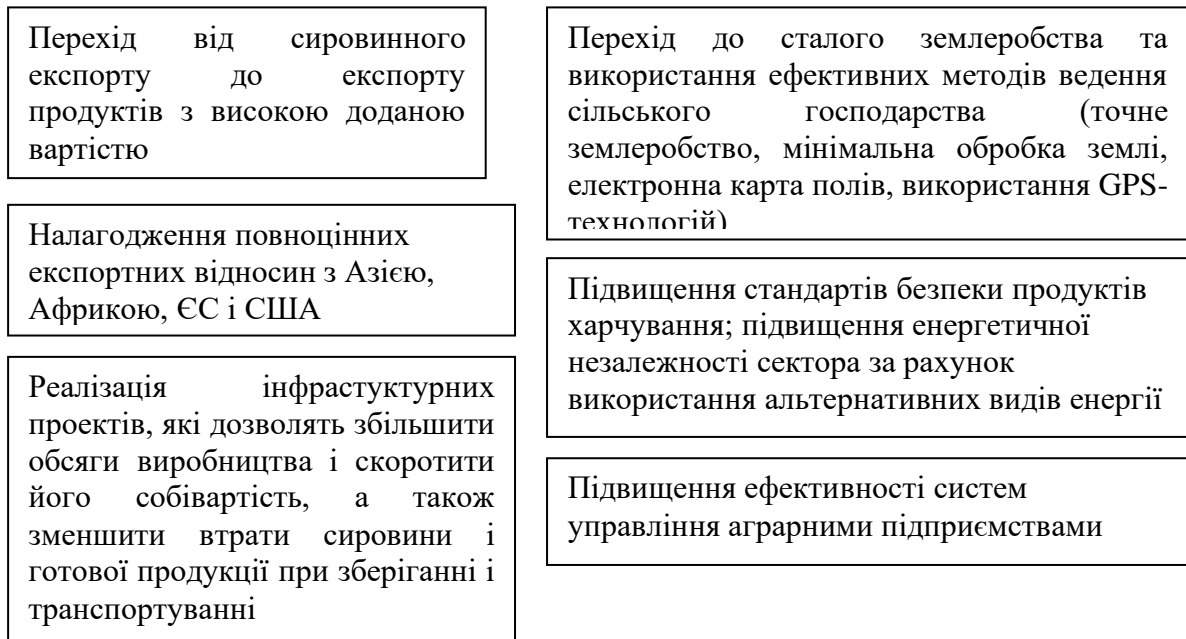 Перехід від сировинного
експорту до експорту
продуктів з високою доданою
вартістю
Налагодження повноцінних
експортних відносин з Азією,
Африкою, ЄС і США
Реалізація інфрастуктурних
проектів, які дозволять збільшити
обсяги виробництва і скоротити
його собівартість, а також
зменшити втрати сировини і
готової продукції при зберіганні і
транспортуванні
Перехід до сталого землеробства та
використання ефективних методів ведення
сільського господарства (точне
землеробство, мінімальна обробка землі,
електронна карта полів, використання GPS-
технологій)
Підвищення стандартів безпеки продуктів
харчування; підвищення енергетичної
незалежності сектора за рахунок
використання альтернативних видів енергії
Підвищення ефективності систем
управління аграрними підприємствами